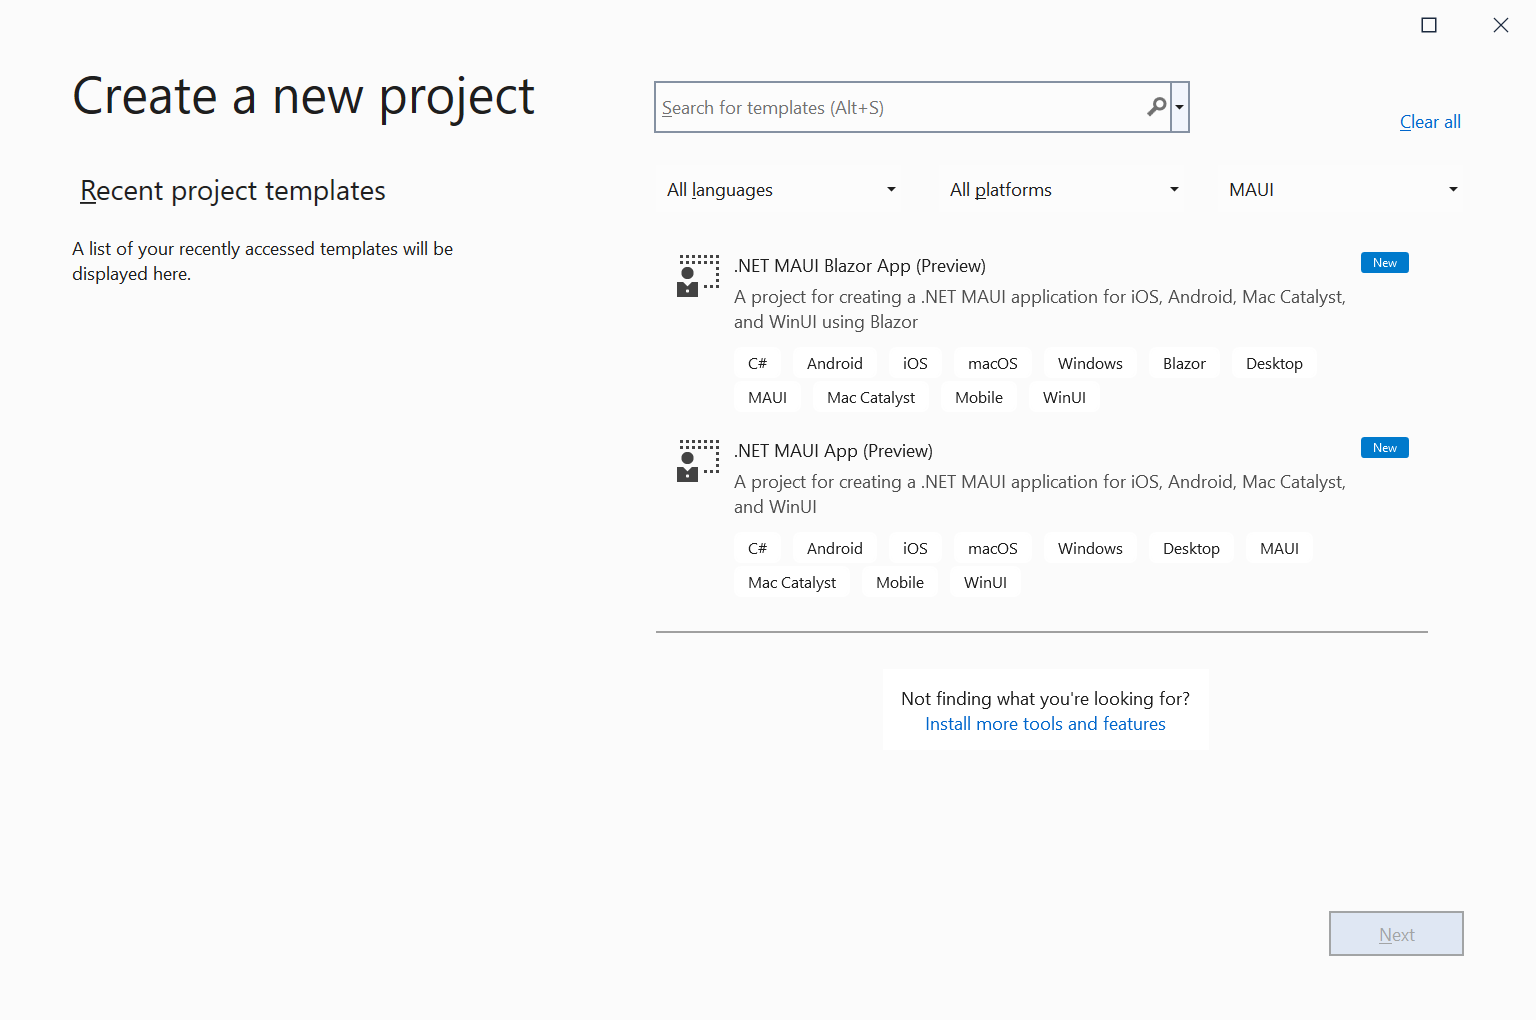 Create a new project
Search for templates (Alt+S)
Clear all
Recent project templates
A list of your recently accessed templates will be
displayed here.
All languages
All platforms
MAUI
.NET MAUI Blazor App (Preview)
New
A project for creating a .NET MAUI application for iOS, Android, Mac Catalyst,
and WinUI using Blazor
C# Android iOS macOS Windows Blazor Desktop
MAUI Mac Catalyst Mobile WinUI
.NET MAUI App (Preview)
New
A project for creating a .NET MAUI application for iOS, Android, Mac Catalyst,
and WinUI
C# Android iOS macOS Windows Desktop MAUI
Mac Catalyst Mobile WinUI
Not finding what you're looking for?
Install more tools and features
Next